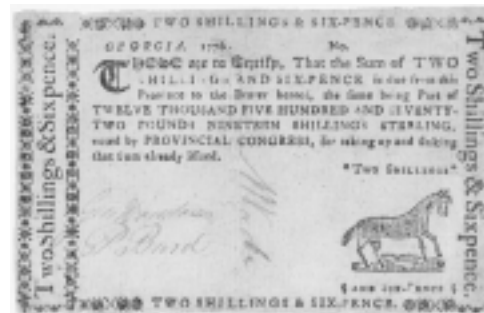 TWO SHILLINGS & SIX-PENCE
Two Shillings & Sixpence.
GEORGIA 1776. No.
THESE are to Certify, That the Sum of TWO
SHILLINGS AND SIX-PENCE is due from this
Province to the Bearer hereof, the same being Part of
TWELVE THOUSAND FIVE HUNDRED AND SEVENTY-
TWO POUNDS NINETEEN SHILLINGS STERLING,
voted by PROVINCIAL CONGRESS, for taking up and sinking
that sum already issued.
"TWO SHILLINGS"
AND SIX-PENCE
TWO SHILLINGS & SIX-PENCE.
Two Shillings & Sixpence.